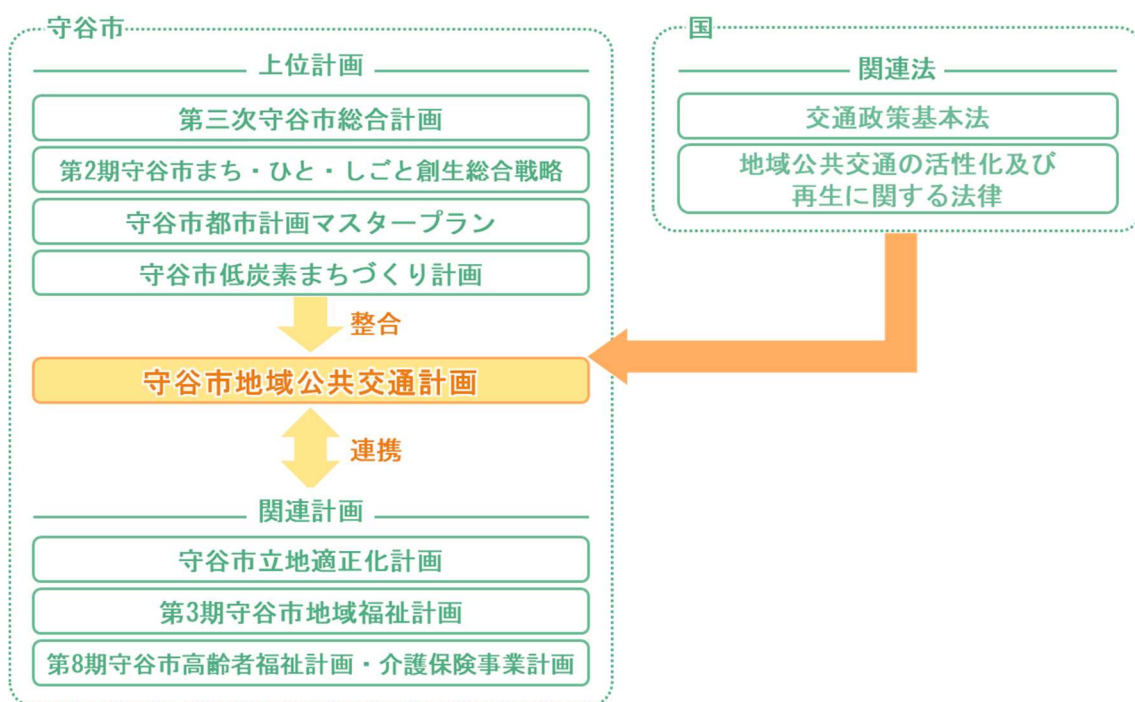 守谷市
上位計画
第三次守谷市総合計画
第2期守谷市まち・ひと・しごと創生総合戦略
守谷市都市計画マスタープラン
守谷市低炭素まちづくり計画
整合
守谷市地域公共交通計画
連携
関連計画
守谷市立地適正化計画
第3期守谷市地域福祉計画
第8期守谷市高齢者福祉計画・介護保険事業計画
国
関連法
交通政策基本法
地域公共交通の活性化及び
再生に関する法律